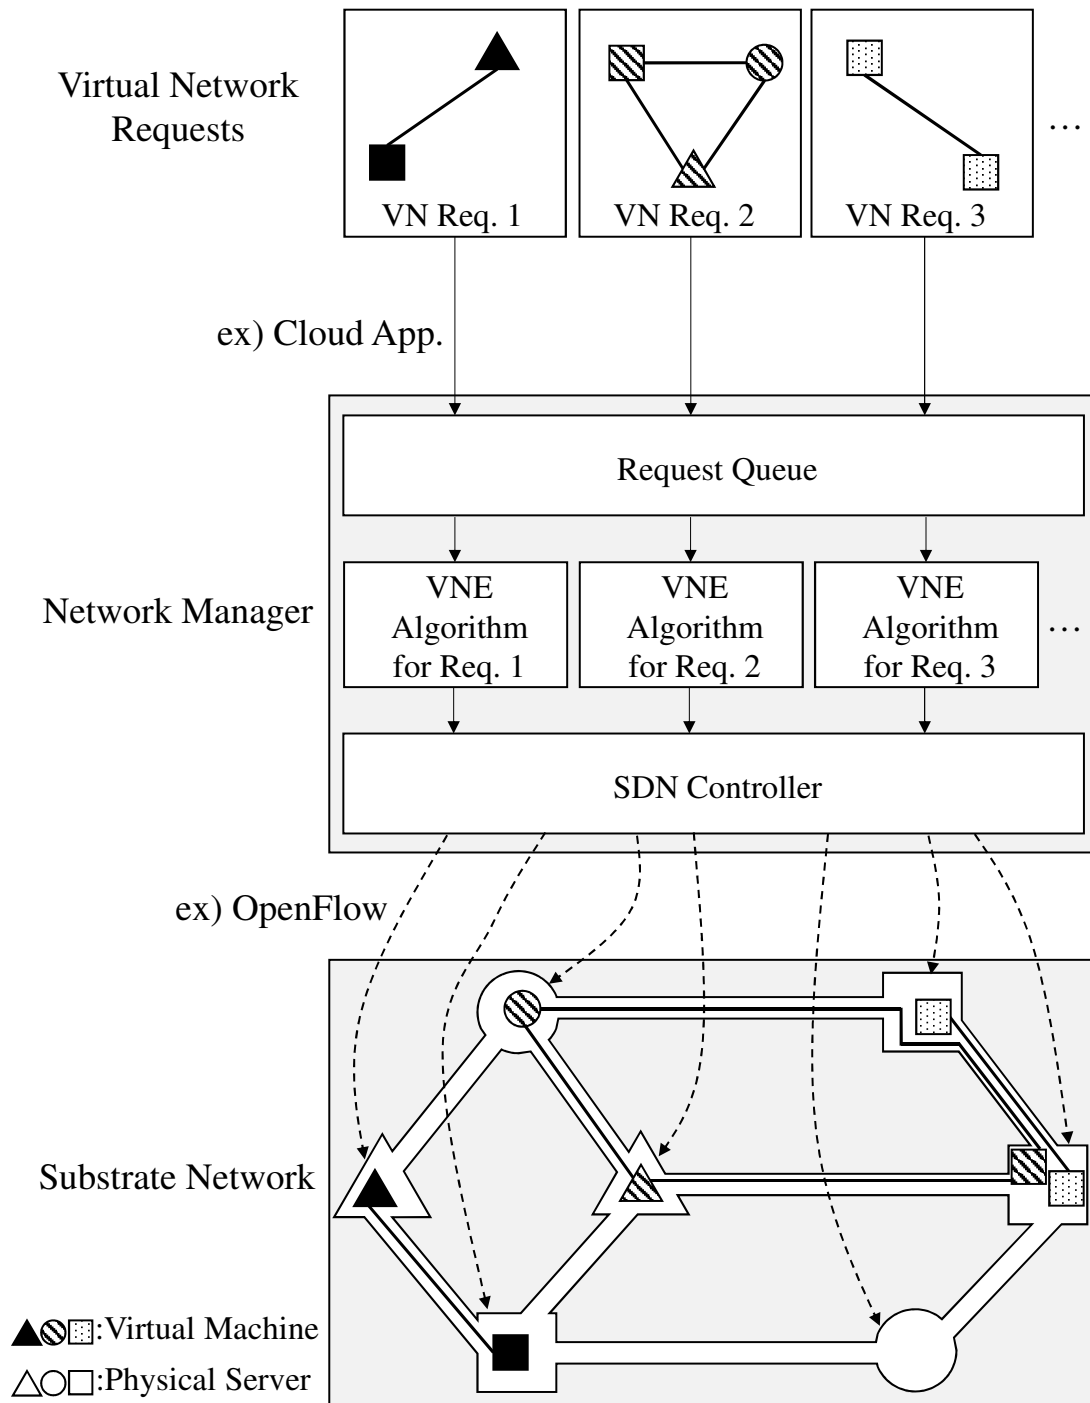 Virtual Network
Requests
VN Req. 1
VN Req. 2
VN Req. 3
…
ex) Cloud App.
Request Queue
Network Manager
VNE
Algorithm
for Req. 1
VNE
Algorithm
for Req. 2
VNE
Algorithm
for Req. 3
…
SDN Controller
ex) OpenFlow
Substrate Network
:Virtual Machine
:Physical Server